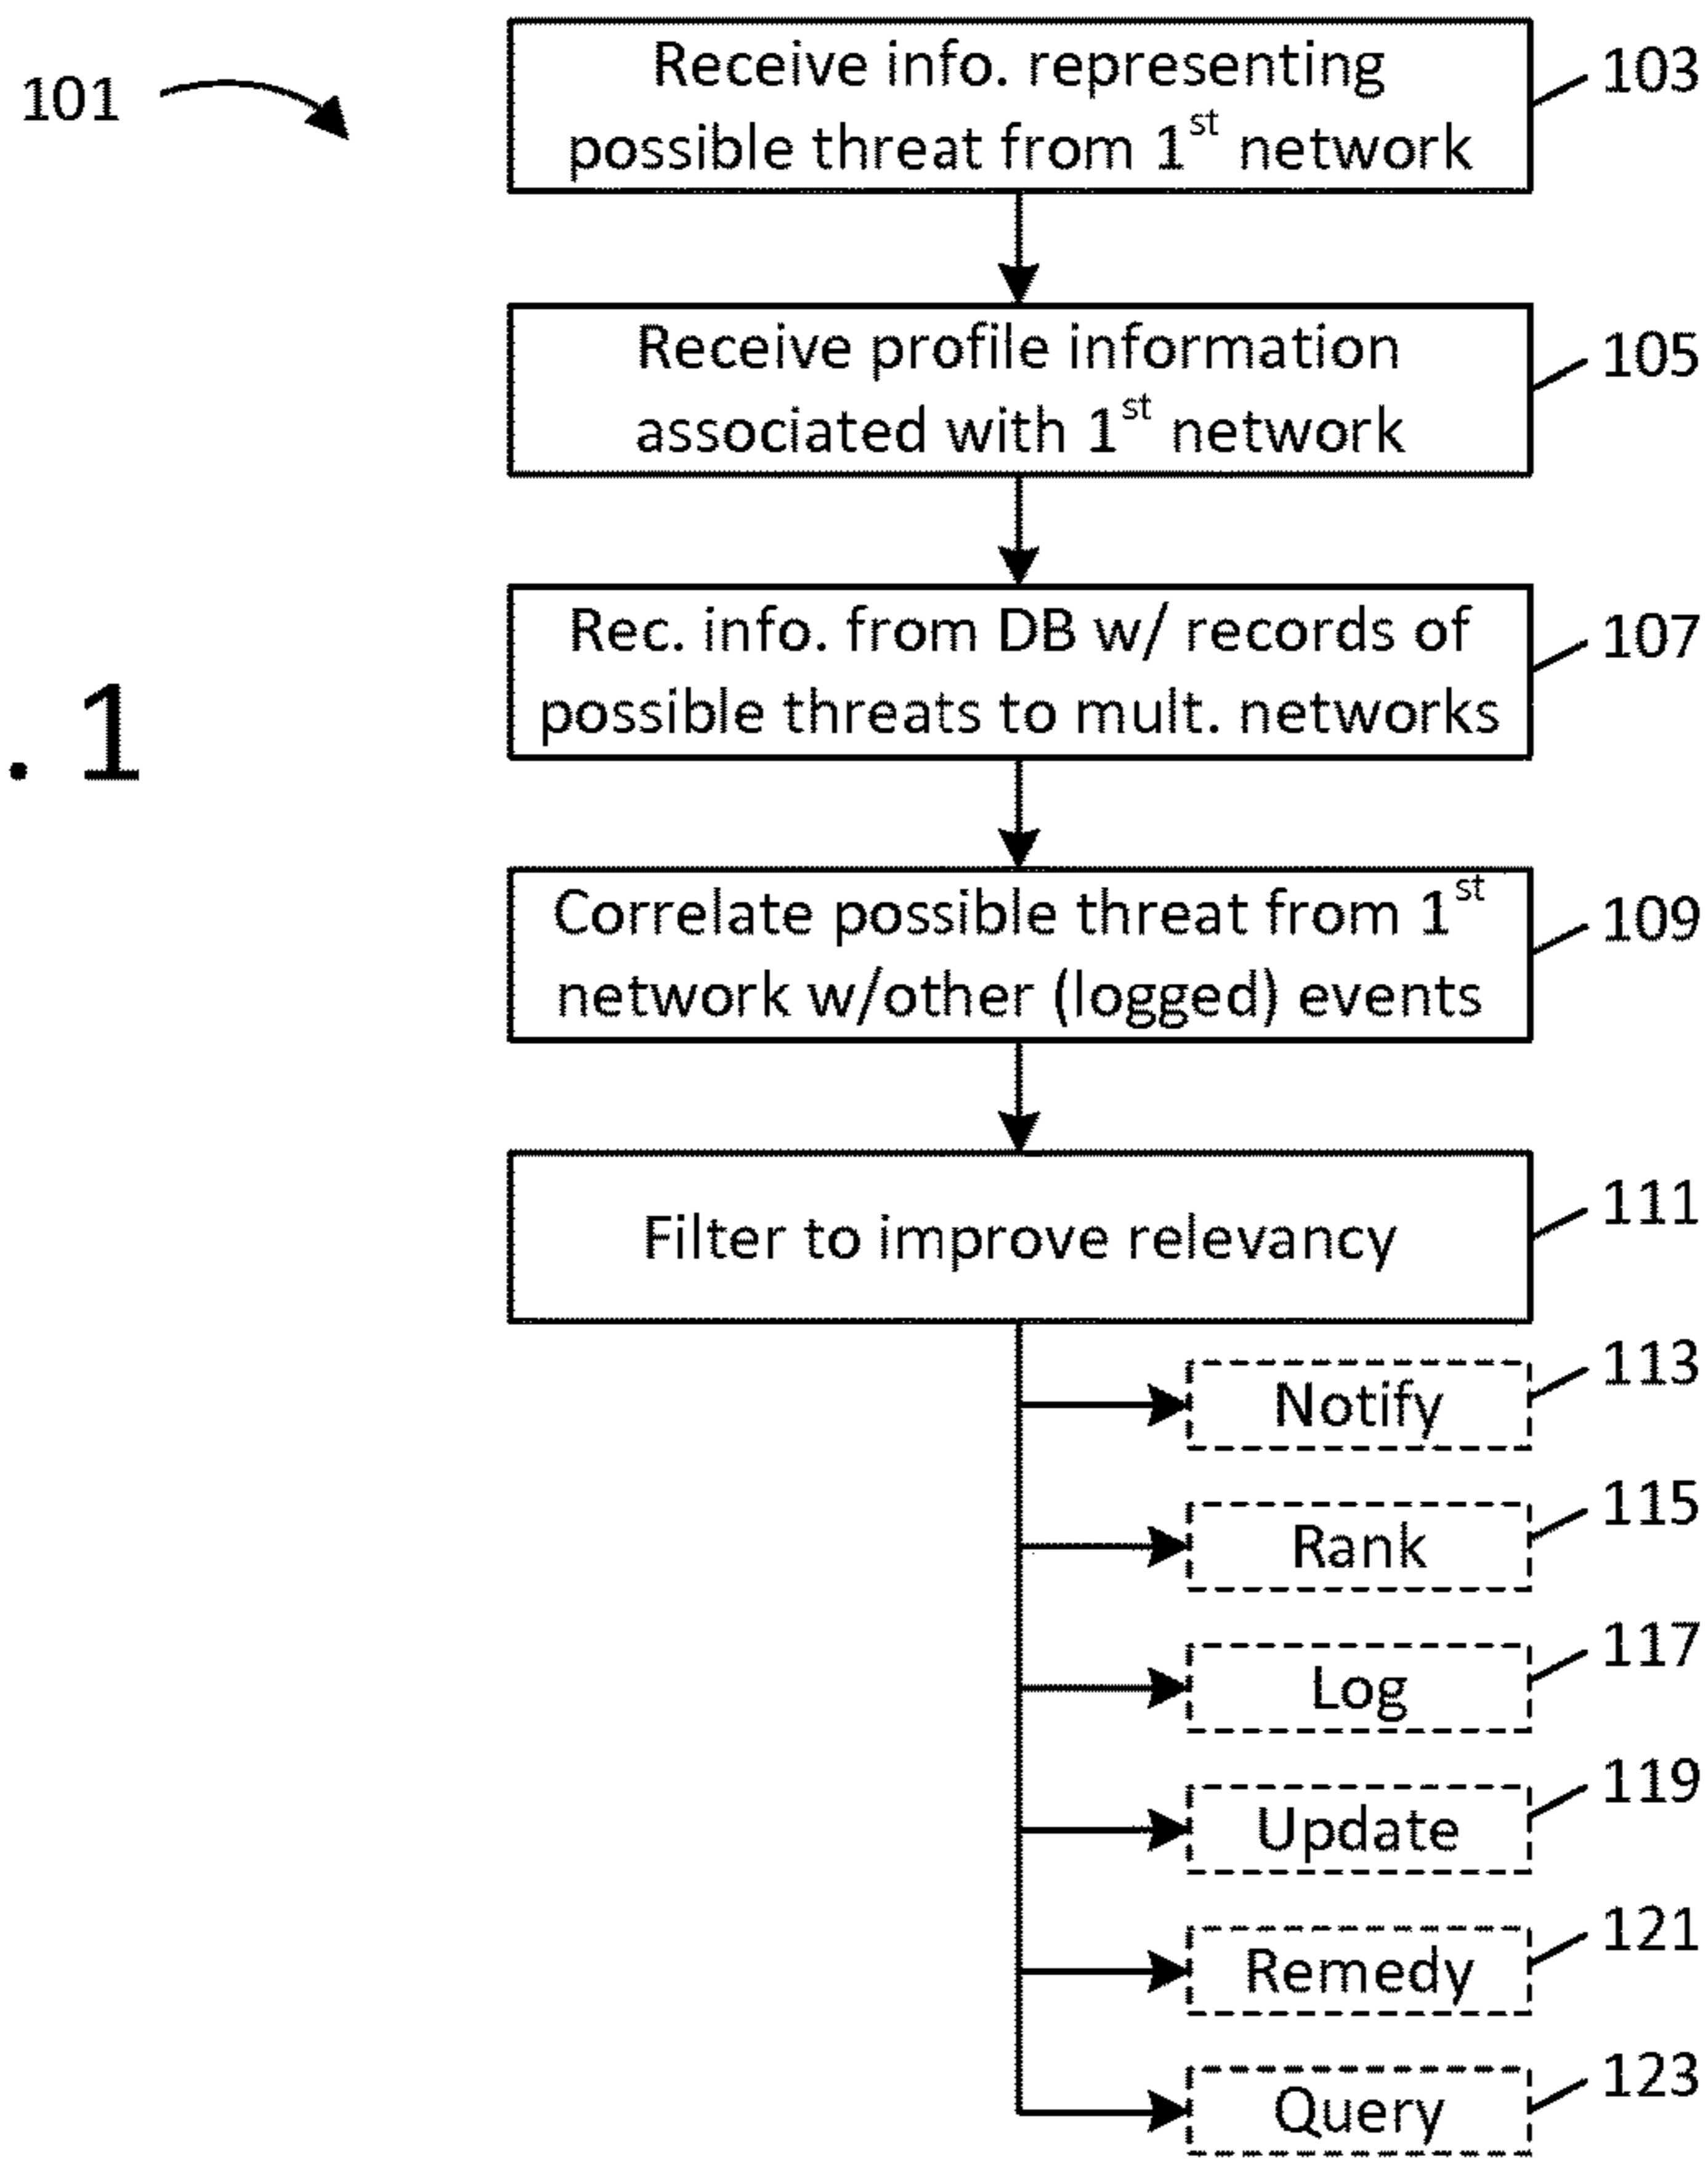 101
Receive info. representing
possible threat from 1st network
103
Receive profile information
associated with 1st network
105
Rec. info. from DB w/ records of
possible threats to mult. networks
107
. 1
Correlate possible threat from 1st
network w/other (logged) events
109
Filter to improve relevancy
111
Notify
113
Rank
115
Log
117
Update
119
Remedy
121
Query
123